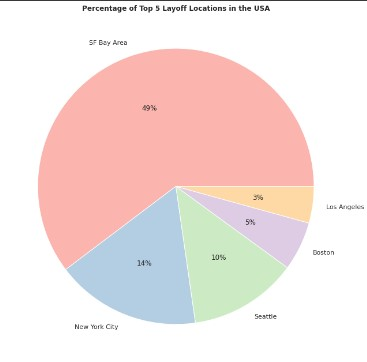 Percentage of Top 5 Layoff Locations in the USA
SF Bay Area
49%
3%
Los Angeles
5%
Boston
10%
Seattle
14%
New York City